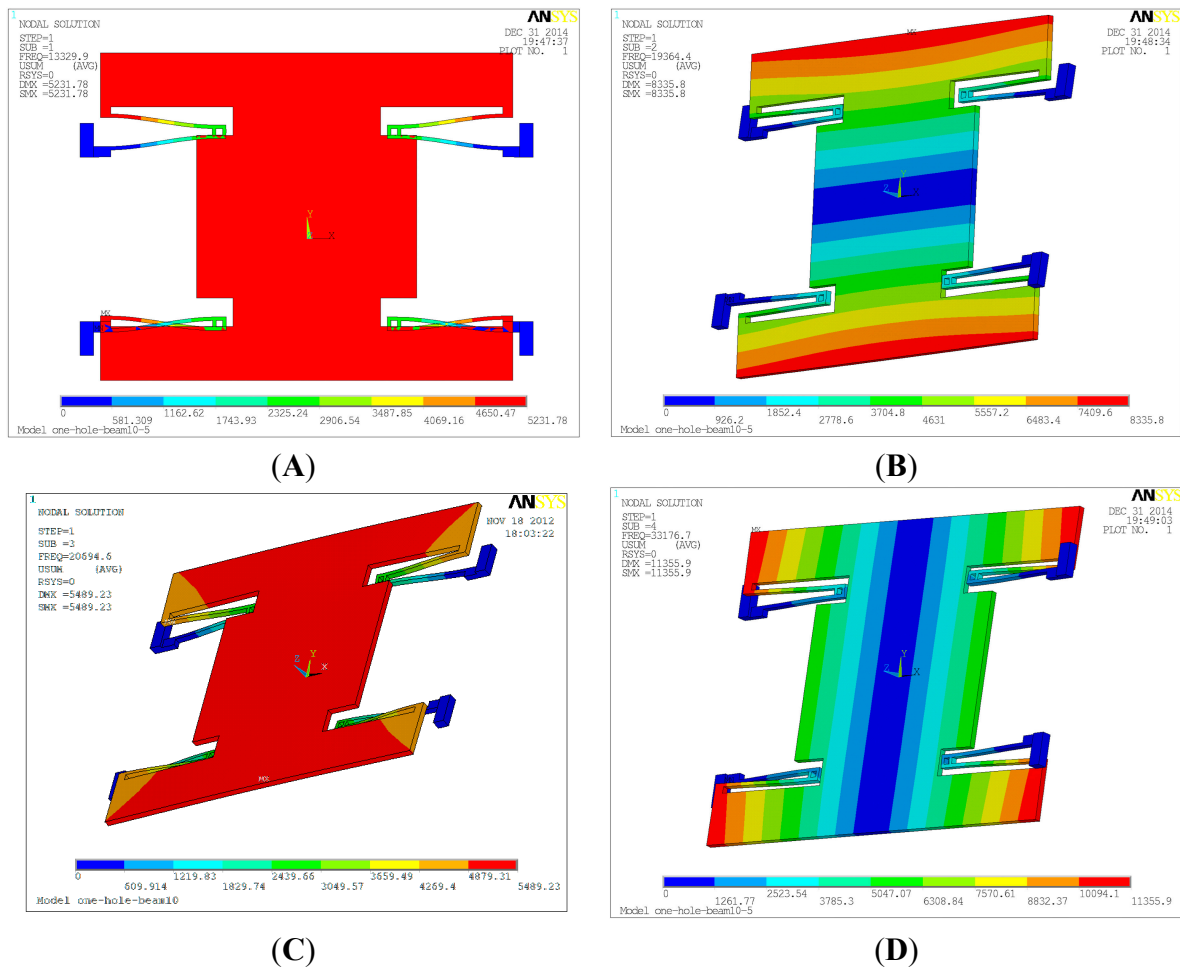 1
ANSYS
NODAL SOLUTION
DEC 31 2014
STEP=1
19:47:37
SUB =1
PLOT NO. 1
FREQ=13329.9
USUM (AVG)
RSYS=0
DMX =5231.78
SMX =5231.78
Y
X
MX
0 581.309 1162.62 1743.93 2325.24 2906.54 3487.85 4069.16 4650.47 5231.78
Model one-hole-beam10-5
(A)
1
ANSYS
NODAL SOLUTION
DEC 31 2014
STEP=1
19:48:34
SUB =2
PLOT NO. 1
FREQ=19364.4
USUM (AVG)
RSYS=0
DMX =8335.8
SMX =8335.8
MX
Y
Z
X
0 926.2 1852.4 2778.6 3704.8 4631 5557.2 6483.4 7409.6 8335.8
Model one-hole-beam10-5
(B)
1
ANSYS
NODAL SOLUTION
NOV 18 2012
STEP=1
18:03:22
SUB =3
FREQ=20694.6
USUM (AVG)
RSYS=0
DMX =5489.23
SMX =5489.23
Z Y
X
MX
0 609.914 1219.83 1829.74 2439.66 3049.57 3659.49 4269.4 4879.31 5489.23
Model one-hole-beam10
(C)
1
ANSYS
NODAL SOLUTION
DEC 31 2014
STEP=1
19:49:03
SUB =4
PLOT NO. 1
FREQ=33176.7
USUM (AVG)
RSYS=0
DMX =11355.9
SMX =11355.9
MX
Y
Z
X
0 1261.77 2523.54 3785.3 5047.07 6308.84 7570.61 8832.37 10094.1 11355.9
Model one-hole-beam10-5
(D)